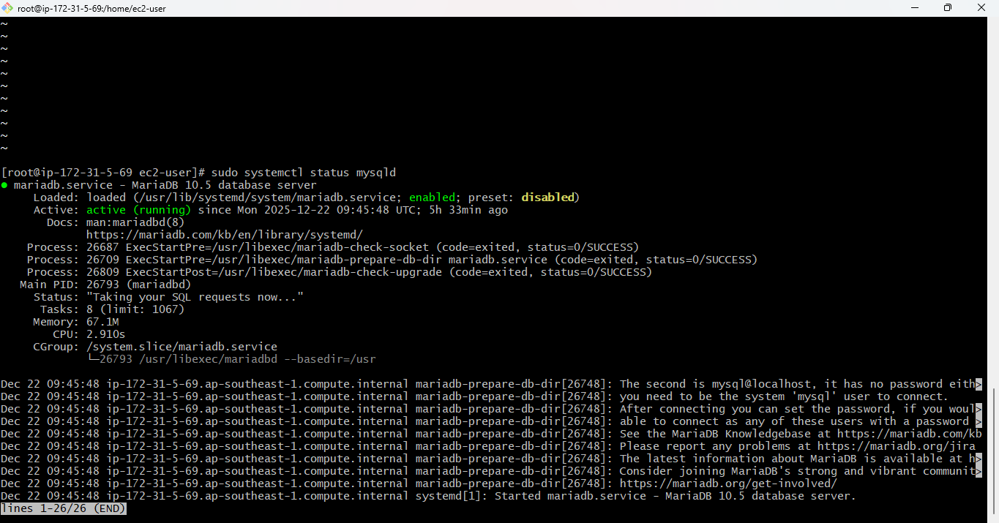 root@ip-172-31-5-69:/home/ec2-user
~
~
~
~
~
~
~
~
~
~
~
[root@ip-172-31-5-69 ec2-user]# sudo systemctl status mysqld
● mariadb.service - MariaDB 10.5 database server
Loaded: loaded (/usr/lib/systemd/system/mariadb.service; enabled; preset: disabled)
Active: active (running) since Mon 2025-12-22 09:45:48 UTC; 5h 33min ago
Docs: man:mariadbd(8)
https://mariadb.com/kb/en/library/systemd/
Process: 26687 ExecStartPre=/usr/libexec/mariadb-check-socket (code=exited, status=0/SUCCESS)
Process: 26709 ExecStartPre=/usr/libexec/mariadb-prepare-db-dir mariadb.service (code=exited, status=0/SUCCESS)
Process: 26809 ExecStartPost=/usr/libexec/mariadb-check-upgrade (code=exited, status=0/SUCCESS)
Main PID: 26793 (mariadbd)
Status: "Taking your SQL requests now..."
Tasks: 8 (limit: 1067)
Memory: 67.1M
CPU: 2.910s
CGroup: /system.slice/mariadb.service
└─26793 /usr/libexec/mariadbd --basedir=/usr
Dec 22 09:45:48 ip-172-31-5-69.ap-southeast-1.compute.internal mariadb-prepare-db-dir[26748]: The second is mysql@localhost, it has no password eith>
Dec 22 09:45:48 ip-172-31-5-69.ap-southeast-1.compute.internal mariadb-prepare-db-dir[26748]: you need to be the system 'mysql' user to connect.
Dec 22 09:45:48 ip-172-31-5-69.ap-southeast-1.compute.internal mariadb-prepare-db-dir[26748]: After connecting you can set the password, if you woul>
Dec 22 09:45:48 ip-172-31-5-69.ap-southeast-1.compute.internal mariadb-prepare-db-dir[26748]: able to connect as any of these users with a password >
Dec 22 09:45:48 ip-172-31-5-69.ap-southeast-1.compute.internal mariadb-prepare-db-dir[26748]: See the MariaDB Knowledgebase at https://mariadb.com/kb
Dec 22 09:45:48 ip-172-31-5-69.ap-southeast-1.compute.internal mariadb-prepare-db-dir[26748]: Please report any problems at https://mariadb.org/jira
Dec 22 09:45:48 ip-172-31-5-69.ap-southeast-1.compute.internal mariadb-prepare-db-dir[26748]: The latest information about MariaDB is available at h>
Dec 22 09:45:48 ip-172-31-5-69.ap-southeast-1.compute.internal mariadb-prepare-db-dir[26748]: Consider joining MariaDB's strong and vibrant communit>
Dec 22 09:45:48 ip-172-31-5-69.ap-southeast-1.compute.internal mariadb-prepare-db-dir[26748]: https://mariadb.org/get-involved/
Dec 22 09:45:48 ip-172-31-5-69.ap-southeast-1.compute.internal systemd[1]: Started mariadb.service - MariaDB 10.5 database server.
lines 1-26/26 (END)